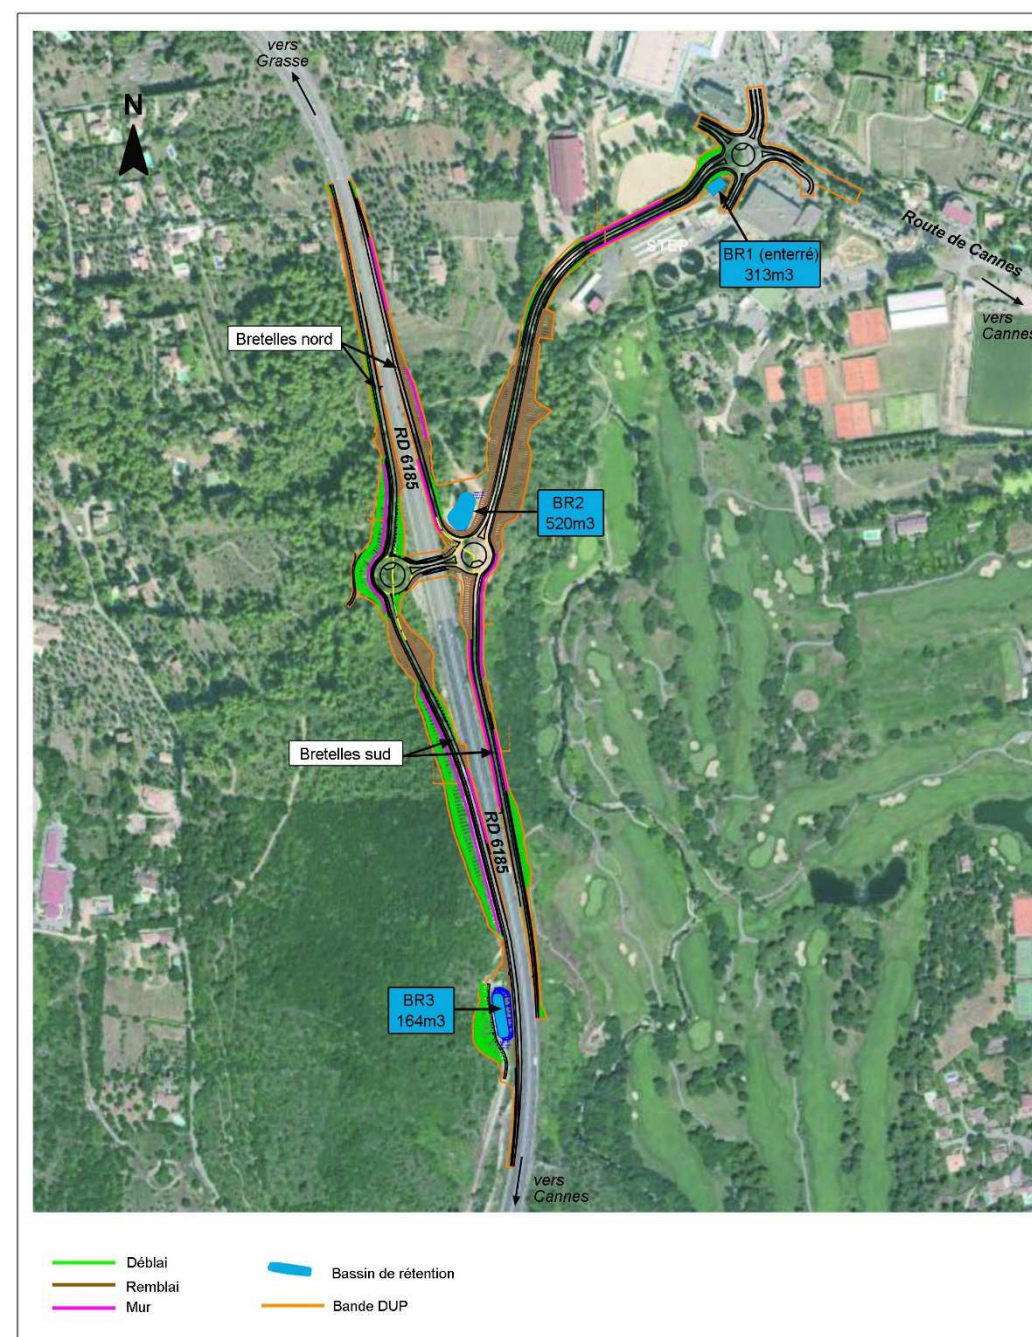 vers
Grasse
N
Route de Cannes
STEP
BR1 (enterré)
313m3
vers
Cannes
Bretelles nord
RD 6185
BR2
520m3
Bretelles sud
RD 6185
BR3
164m3
vers
Cannes
Déblai
Remblai
Mur
Bassin de rétention
Bande DUP